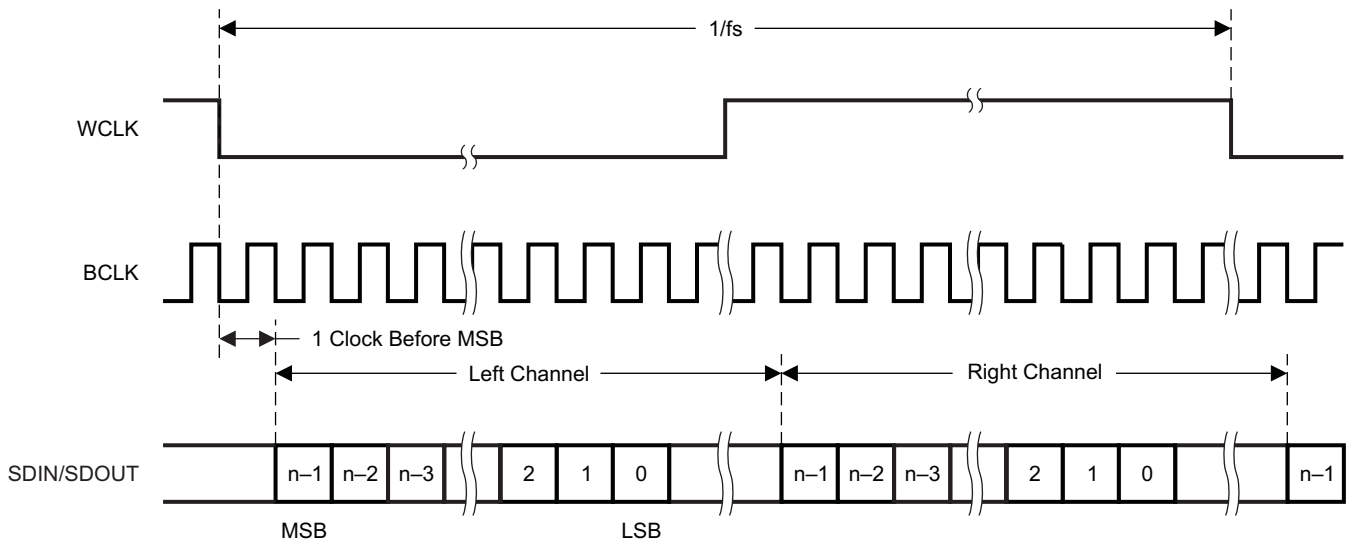 1/fs
WCLK
BCLK
1 Clock Before MSB
Left Channel
Right Channel
SDIN/SDOUT
n–1 n–2 n–3 2 1 0 n–1 n–2 n–3 2 1 0 n–1
MSB LSB